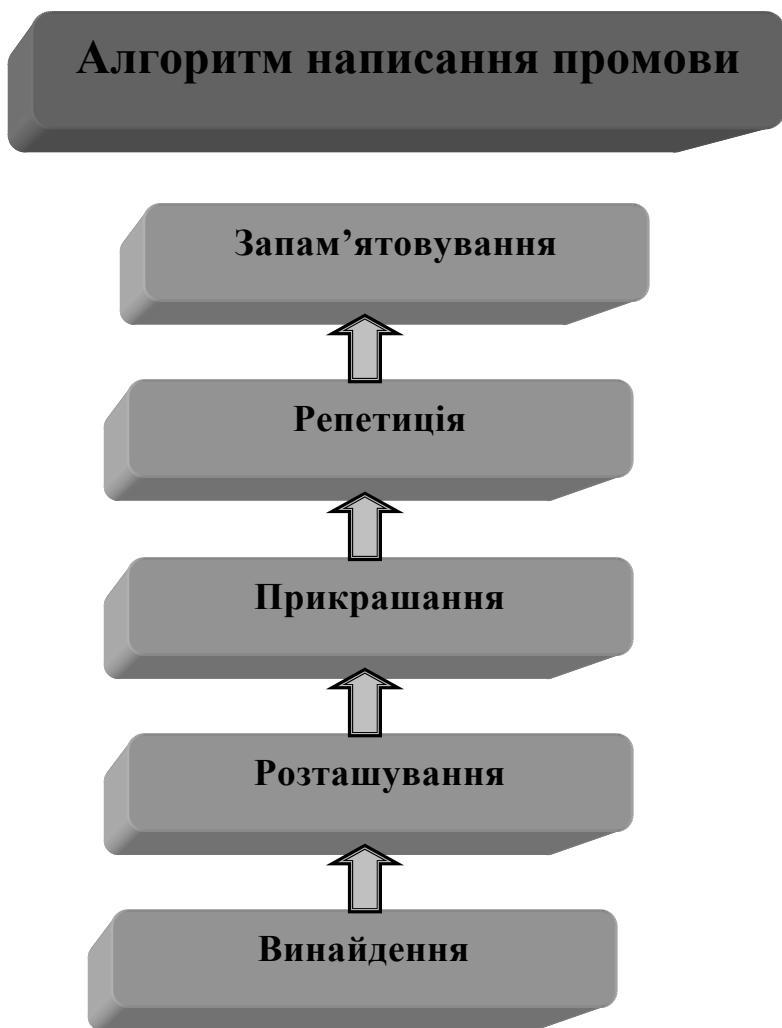 Алгоритм написання промови
Запам’ятовування
Репетиція
Прикрашання
Розташування
Винайдення